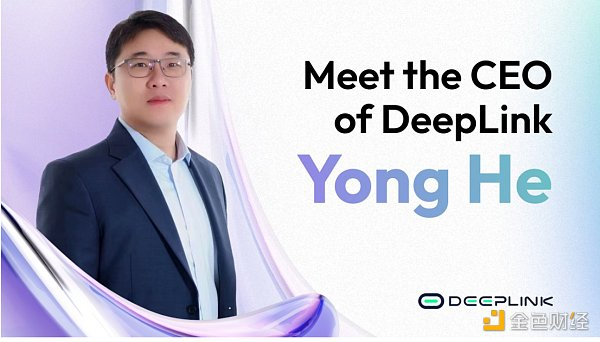 Meet the CEO
of DeepLink
Yong He
DEEPLINK
金色财经